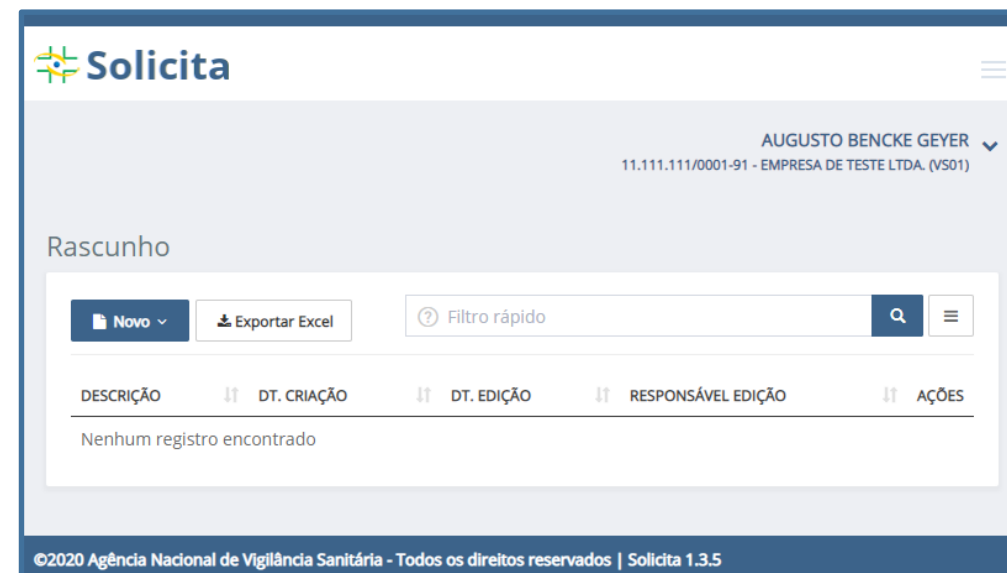 Solicita
AUGUSTO BENCKE GEYER
11.111.111/0001-91 - EMPRESA DE TESTE LTDA. (VS01)
Rascunho
Novo Exportar Excel Filtro rápido
DESCRIÇÃO DT. CRIAÇÃO DT. EDIÇÃO RESPONSÁVEL EDIÇÃO AÇÕES
Nenhum registro encontrado
©2020 Agência Nacional de Vigilância Sanitária - Todos os direitos reservados | Solicita 1.3.5